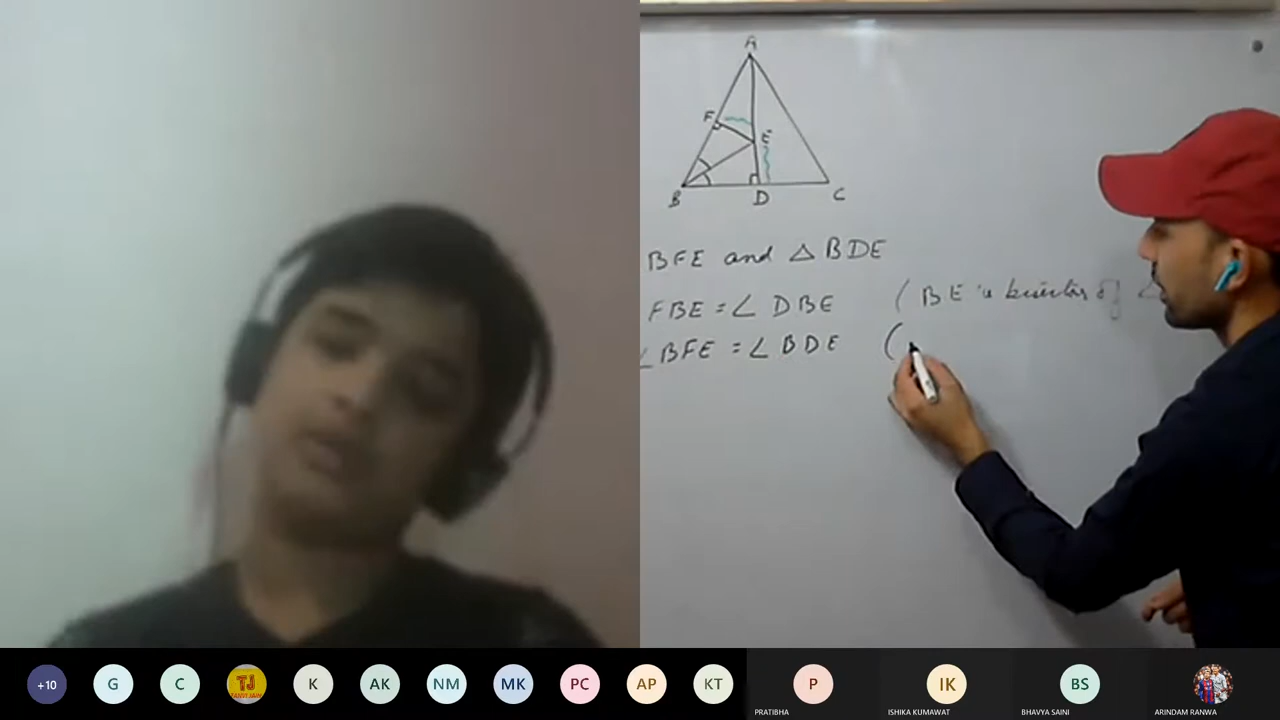 A
F
E
B
D
C
BFE and △ BDE
FBE = ∠ DBE ( BE is bisector of ∠
∠BFE = ∠ BDE (
+10
G
C
TJ
K
AK
NM
MK
PC
AP
KT
P
PRATIBHA
IK
ISHIKA KUMAWAT
BS
BHAVYA SAINI
ARINDAM RANWA